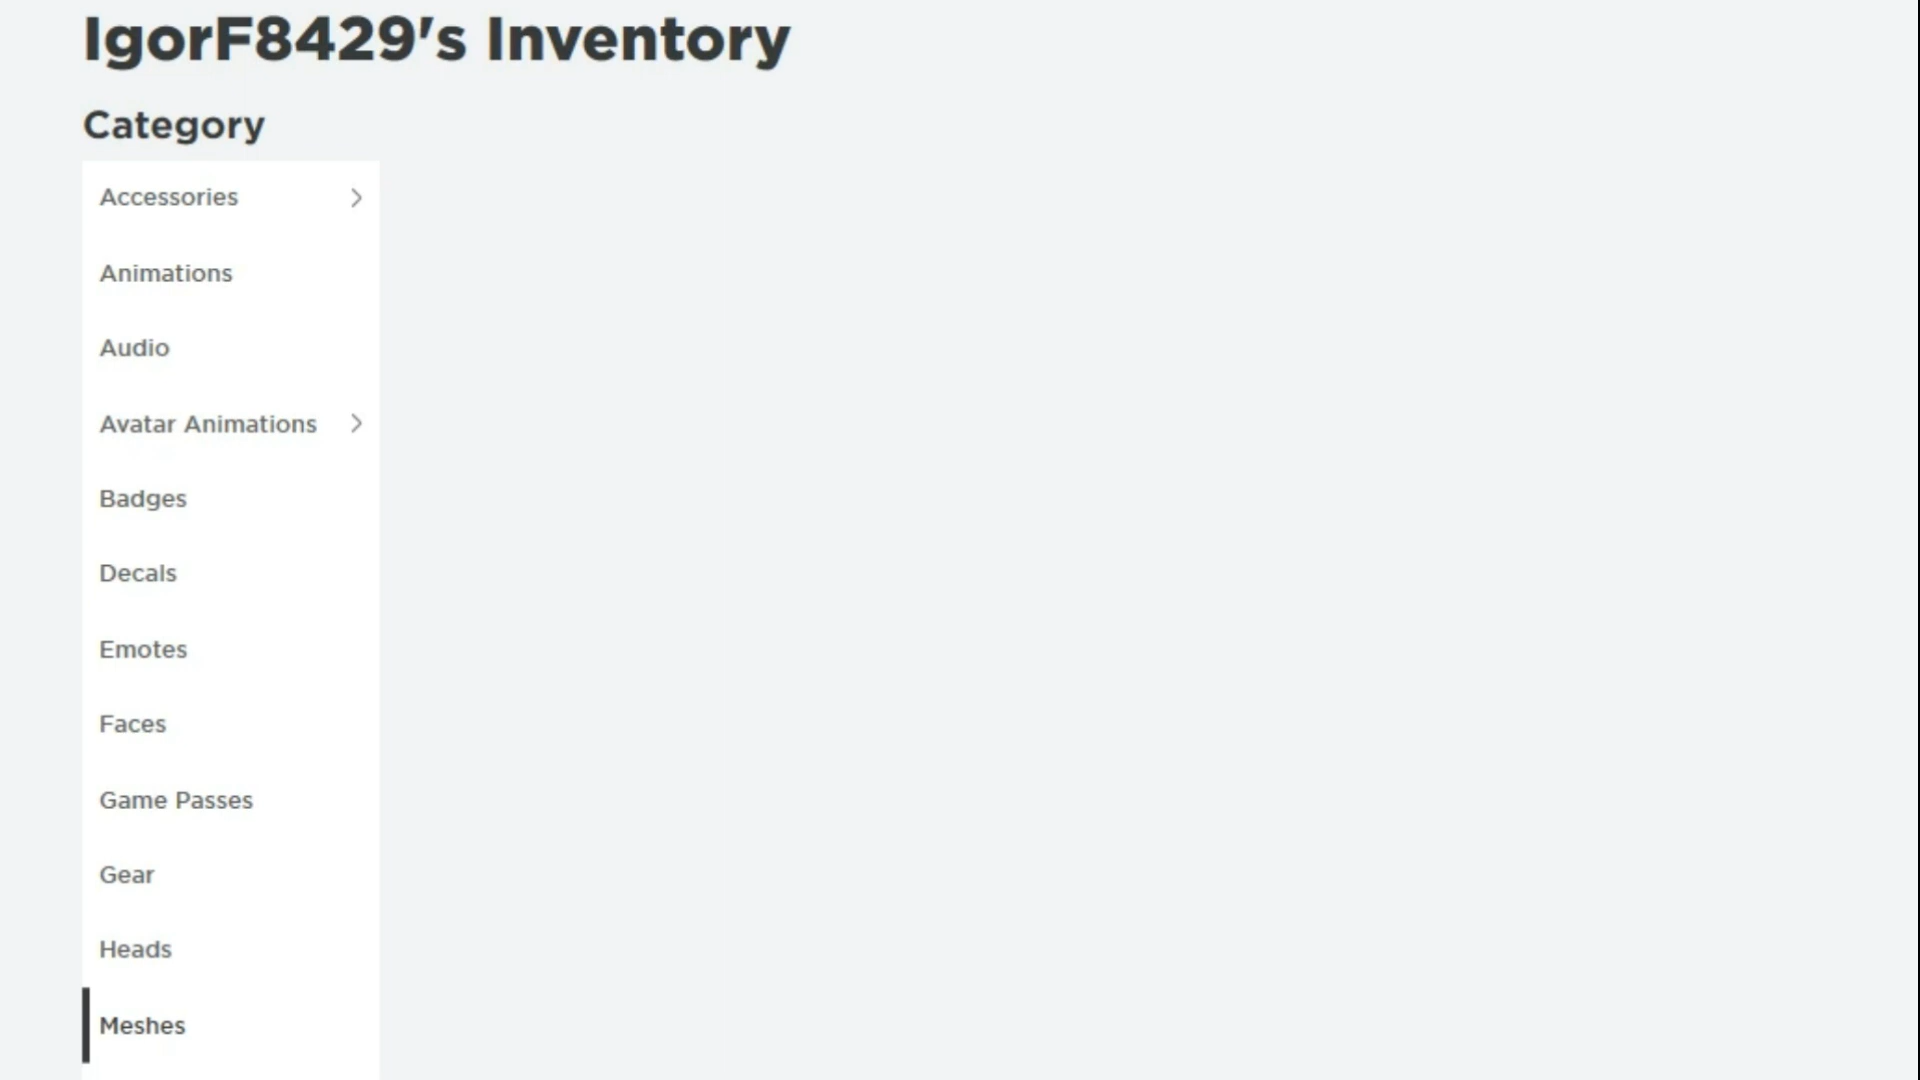 IgorF8429's Inventory
Category
Accessories
Animations
Audio
Avatar Animations
Badges
Decals
Emotes
Faces
Game Passes
Gear
Heads
Meshes